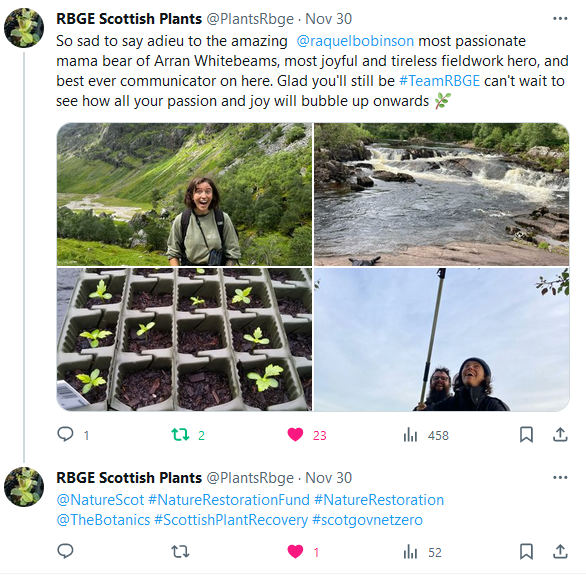 RBGE Scottish Plants @PlantsRbge · Nov 30
So sad to say adieu to the amazing @raquelbobinson most passionate
mama bear of Arran Whitebeams, most joyful and tireless fieldwork hero, and
best ever communicator on here. Glad you'll still be #TeamRBGE can't wait to
see how all your passion and joy will bubble up onwards 🌿
1 2 23 458
RBGE Scottish Plants @PlantsRbge · Nov 30
@NatureScot #NatureRestorationFund #NatureRestoration
@TheBotanics #ScottishPlantRecovery #scotgovnetzero
1 52